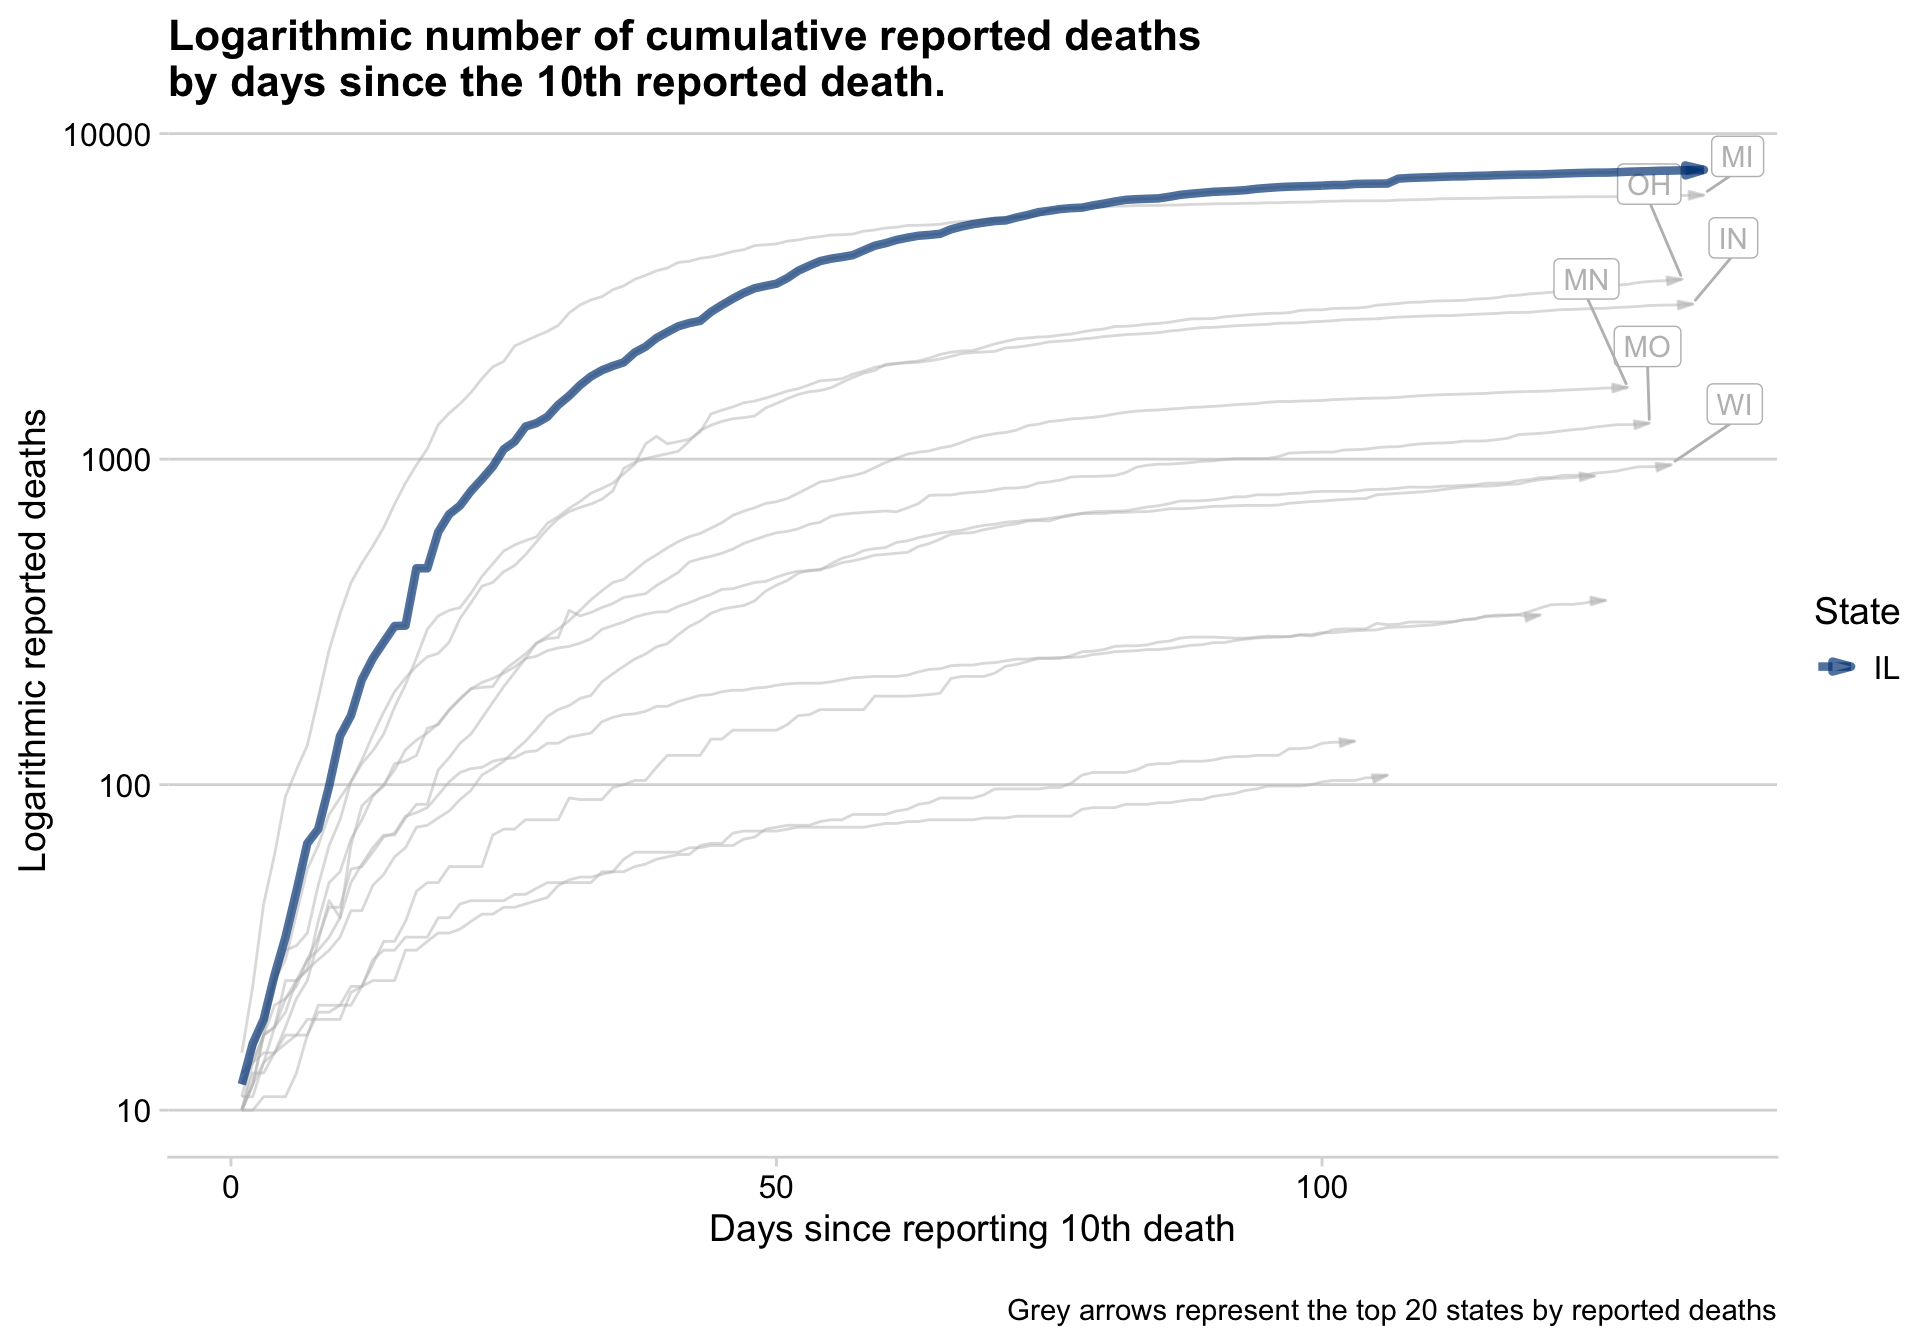 Logarithmic number of cumulative reported deaths
by days since the 10th reported death.
10000
1000
100
10
Logarithmic reported deaths
MI
OH
IN
MN
MO
WI
State
IL
0
50
100
Days since reporting 10th death
Grey arrows represent the top 20 states by reported deaths